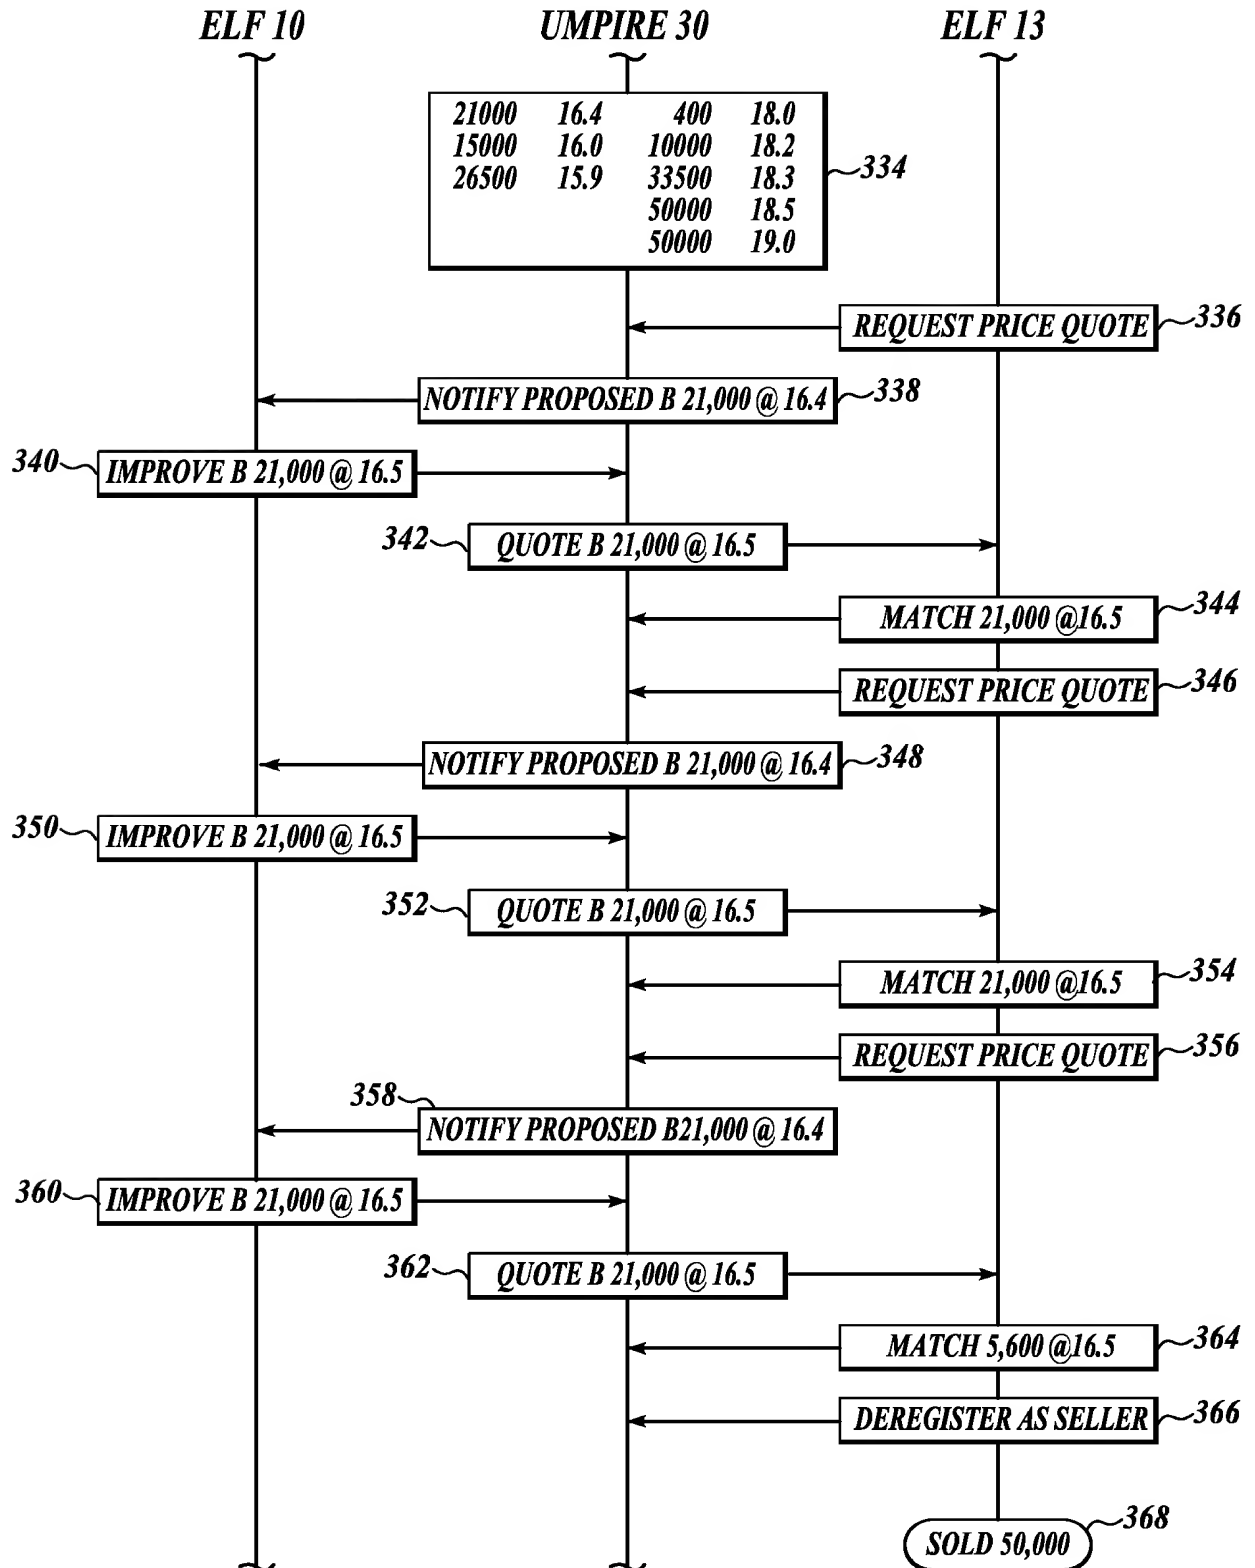 ELF 10 UMPIRE 30 ELF 13
21000 16.4 400 18.0
15000 16.0 10000 18.2
26500 15.9 33500 18.3
334
50000 18.5
50000 19.0
REQUEST PRICE QUOTE 336
NOTIFY PROPOSED B 21,000 @ 16.4 338
340 IMPROVE B 21,000 @ 16.5
342 QUOTE B 21,000 @ 16.5
MATCH 21,000 @16.5 344
REQUEST PRICE QUOTE 346
NOTIFY PROPOSED B 21,000 @ 16.4 348
350 IMPROVE B 21,000 @ 16.5
352 QUOTE B 21,000 @ 16.5
MATCH 21,000 @16.5 354
REQUEST PRICE QUOTE 356
358
NOTIFY PROPOSED B21,000 @ 16.4
360 IMPROVE B 21,000 @ 16.5
362 QUOTE B 21,000 @ 16.5
MATCH 5,600 @16.5 364
DEREGISTER AS SELLER 366
368
SOLD 50,000